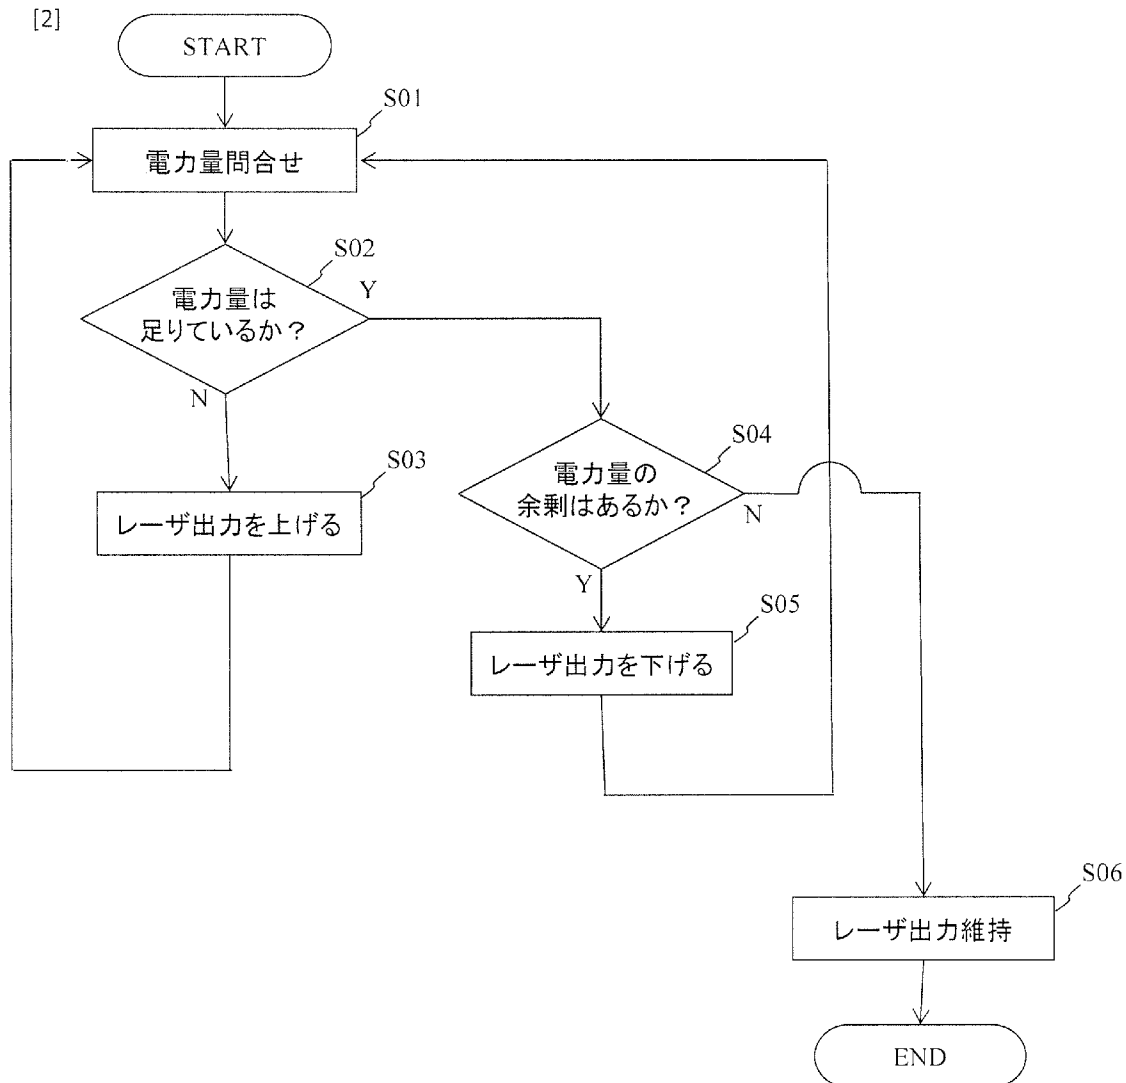 [2]
START
S01
電力量問合せ
S02
電力量は
足りているか？
Y
N
S03
レーザ出力を上げる
S04
電力量の
余剰はあるか？
N
Y
S05
レーザ出力を下げる
S06
レーザ出力維持
END